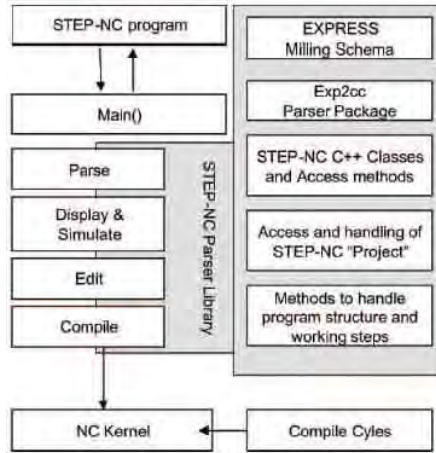 STEP-NC program
Main()
Parse
Display &
Simulate
Edit
Compile
NC Kernel
STEP-NC Parser Library
EXPRESS
Milling Schema
Exp2cc
Parser Package
STEP-NC C++ Classes
and Access methods
Access and handling of
STEP-NC "Project"
Methods to handle
program structure and
working steps
Compile Cyles